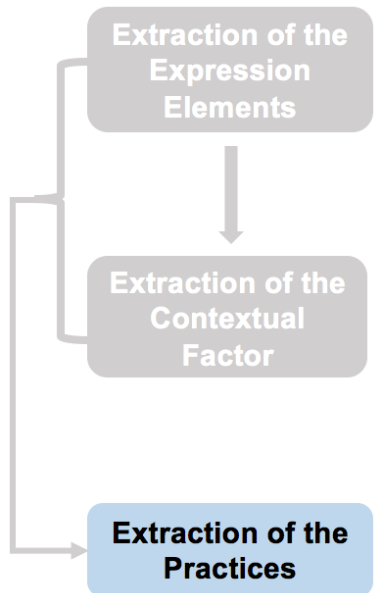 Extraction of the
Expression
Elements
Extraction of the
Contextual
Factor
Extraction of the
Practices